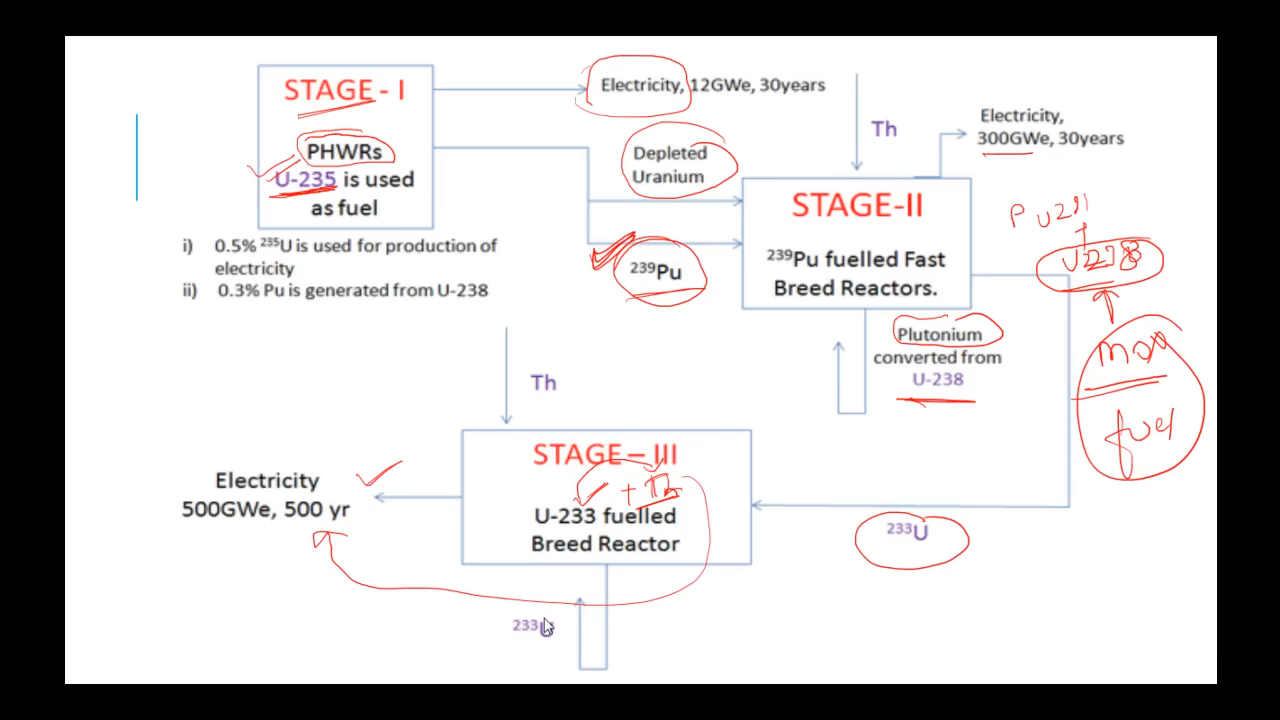 STAGE - I
PHWRs
U-235 is used
as fuel
i) 0.5% ²³⁵U is used for production of
electricity
ii) 0.3% Pu is generated from U-238
Electricity, 12GWe, 30years
Depleted
Uranium
²³⁹Pu
Th
Electricity,
300GWe, 30years
STAGE-II
²³⁹Pu fuelled Fast
Breed Reactors.
Plutonium
converted from
U-238
mox
fuel
Th
STAGE – III
+ Th
U-233 fuelled
Breed Reactor
Electricity
500GWe, 500 yr
²³³U
²³³U